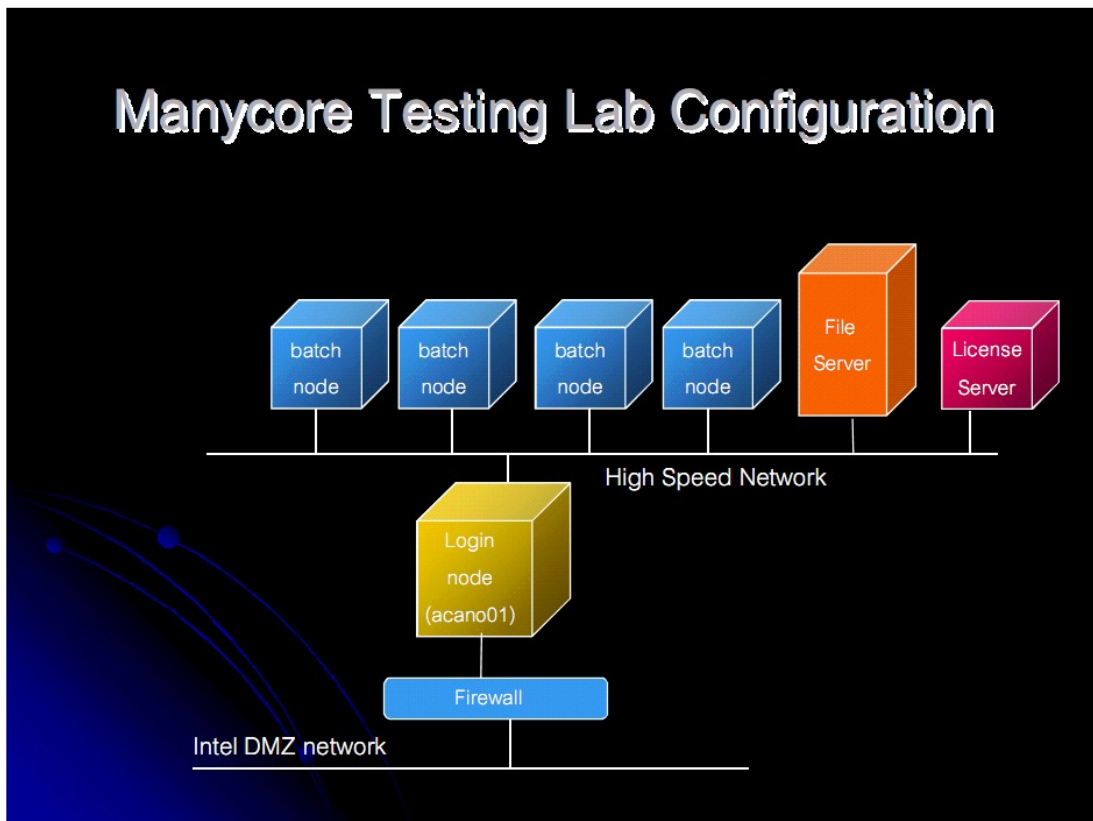 Manycore Testing Lab Configuration
batch
node
batch
node
batch
node
batch
node
File
Server
License
Server
High Speed Network
Login
node
(acano01)
Firewall
Intel DMZ network